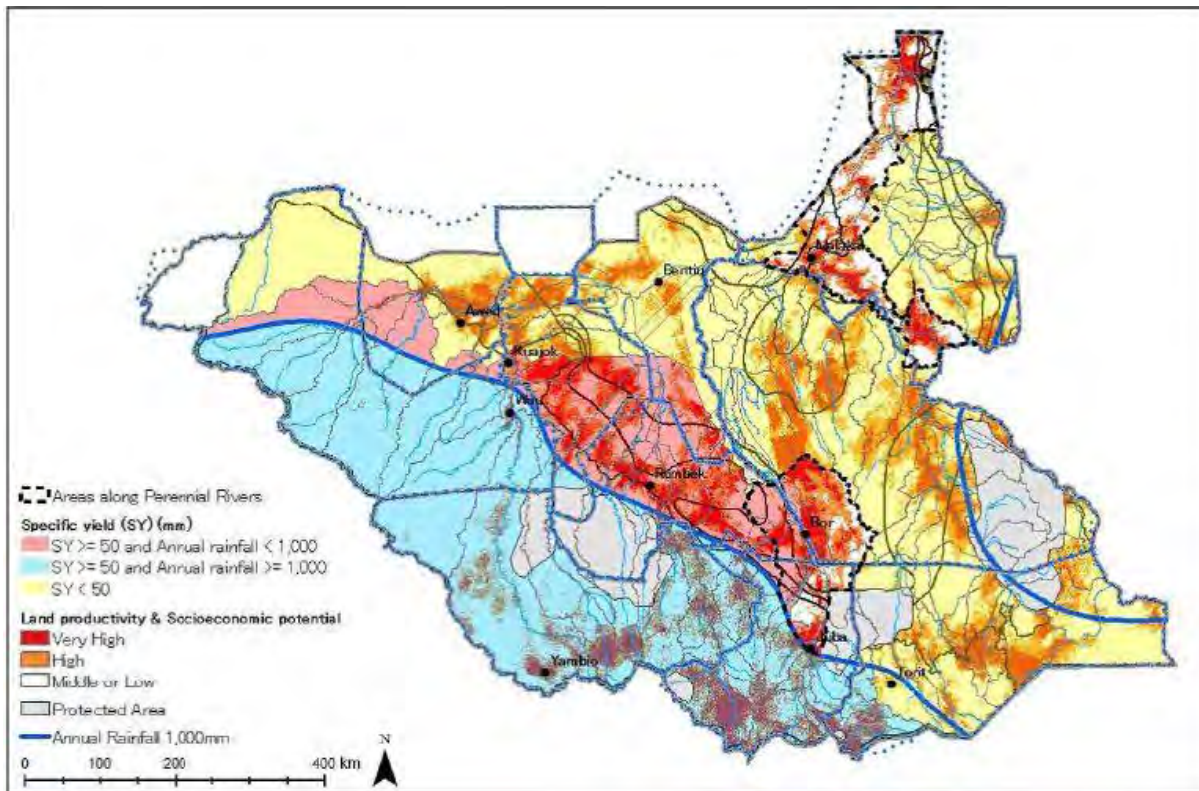 Malakal
Bentiu
Aweil
Kuajok
Wau
Rumbek
Bor
Juba
Torit
Yambio
Areas along Perennial Rivers
Specific yield (SY) (mm)
SY >= 50 and Annual rainfall < 1,000
SY >= 50 and Annual rainfall >= 1,000
SY < 50
Land productivity & Socioeconomic potential
Very High
High
Middle or Low
Protected Area
Annual Rainfall 1,000mm
N
0 100 200 400 km